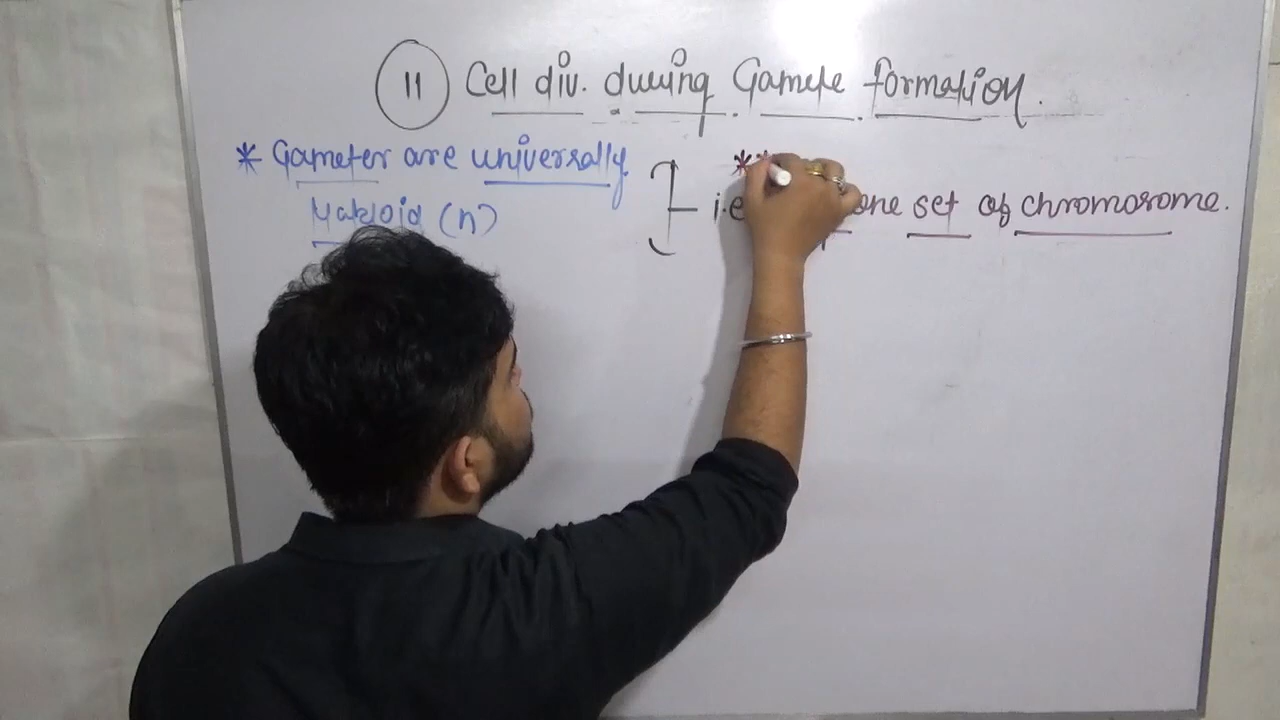 11 Cell div. during Gamete formation.
* Gametes are universally
Haploid (n)
i.e one set of chromosome.
**